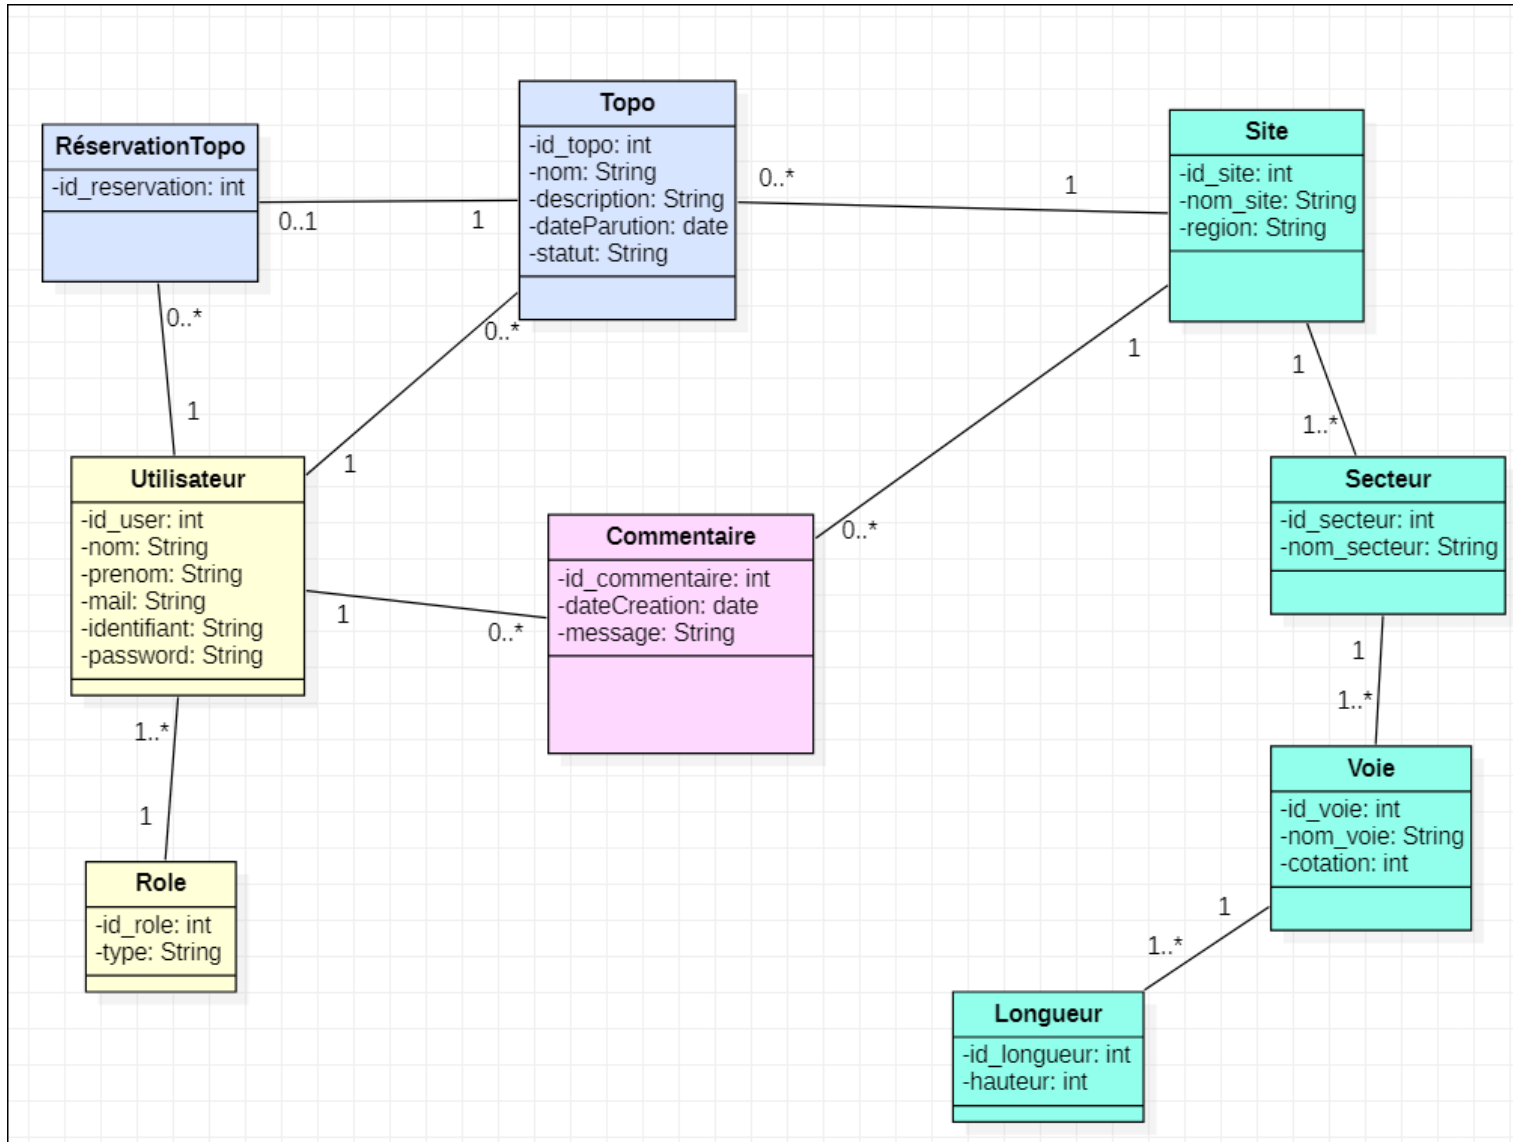 RéservationTopo
-id_reservation: int
0..1
1
Topo
-id_topo: int
-nom: String
-description: String
-dateParution: date
-statut: String
0..*
1
Site
-id_site: int
-nom_site: String
-region: String
0..*
1
0..*
1
1
0..*
1
1..*
Utilisateur
-id_user: int
-nom: String
-prenom: String
-mail: String
-identifiant: String
-password: String
1
0..*
Commentaire
-id_commentaire: int
-dateCreation: date
-message: String
Secteur
-id_secteur: int
-nom_secteur: String
1
1..*
1..*
1
Role
-id_role: int
-type: String
Voie
-id_voie: int
-nom_voie: String
-cotation: int
1
1..*
Longueur
-id_longueur: int
-hauteur: int